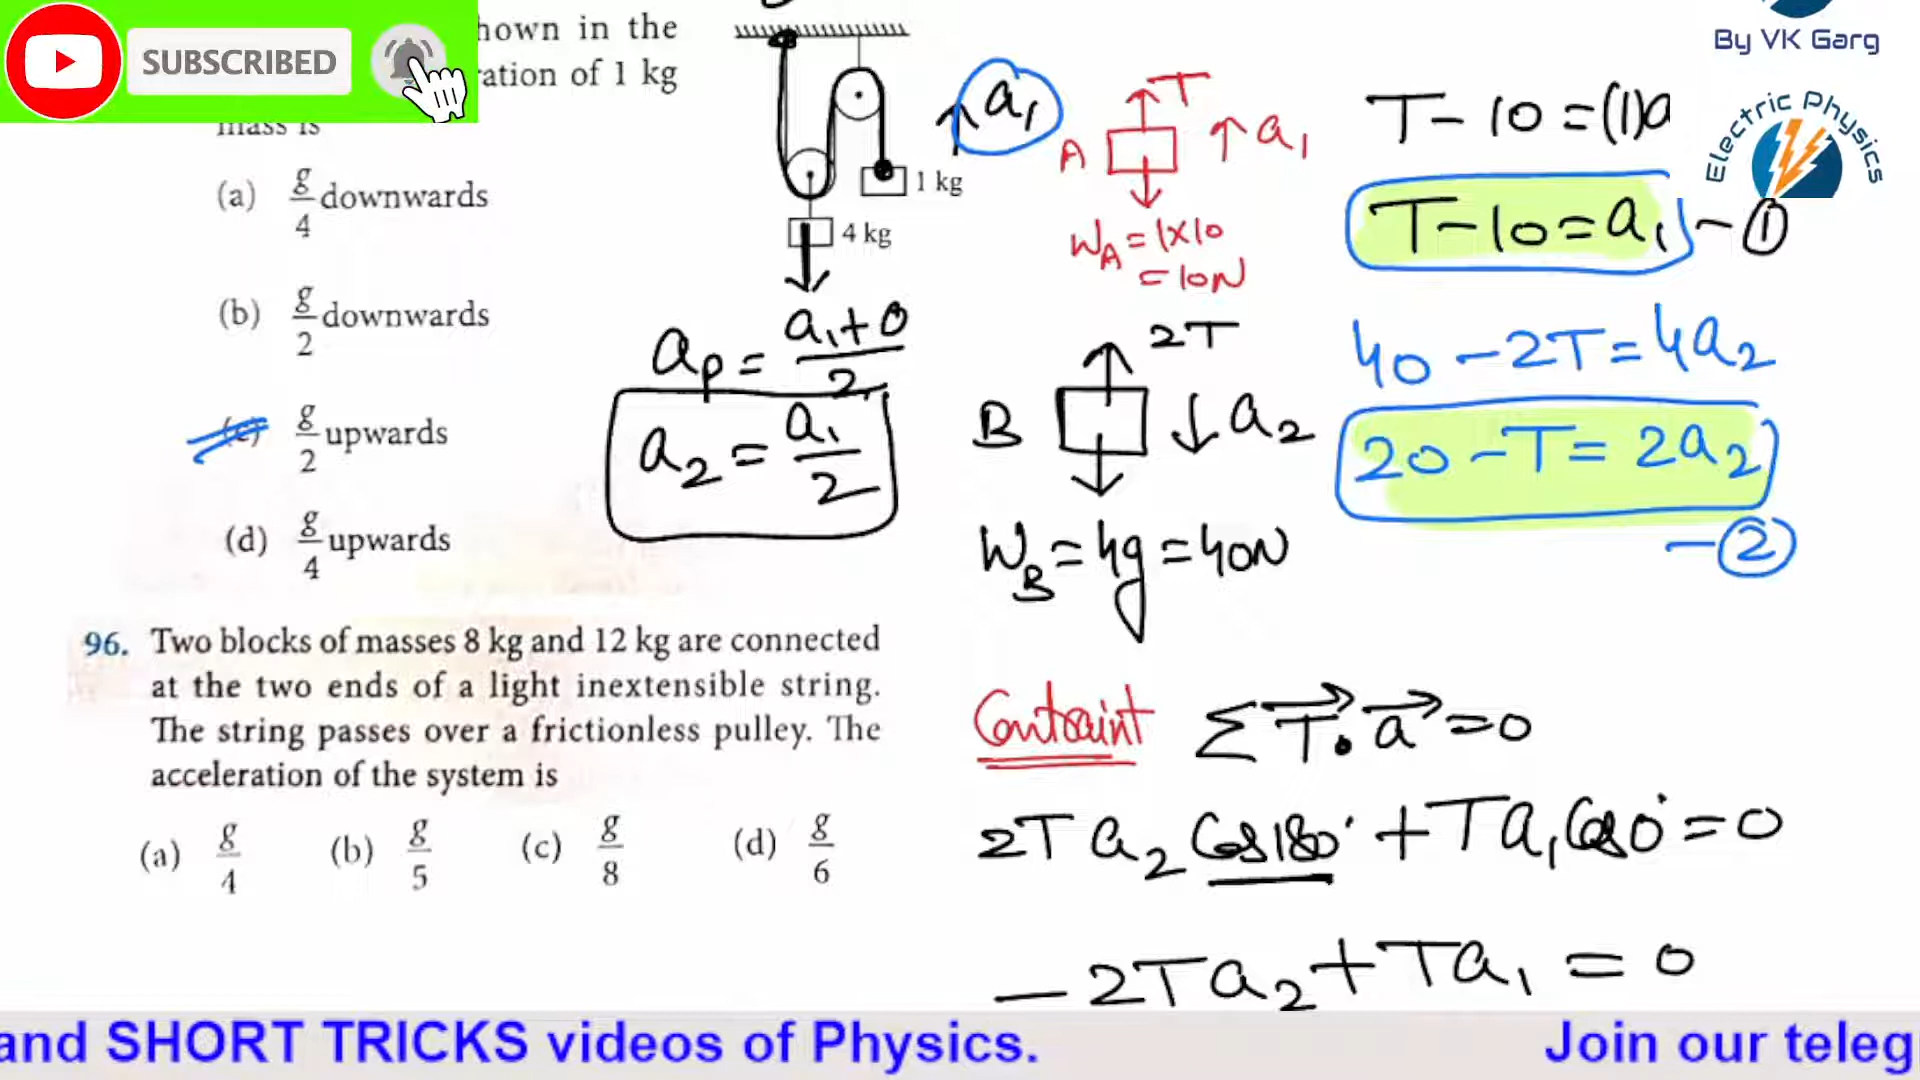 SUBSCRIBED
hown in the
ration of 1 kg
mass is
(a) g/4 downwards
(b) g/2 downwards
(c) g/2 upwards
(d) g/4 upwards
1 kg
4 kg
a₁
aP = a₁+0/2
a₂ = a₁/2
T
A
a₁
WA = 1×10
= 10N
2T
B
a₂
WB = 4g = 40N
T - 10 = (1)a
T - 10 = a₁ - ①
40 - 2T = 4a₂
20 - T = 2a₂
- ②
By VK Garg
Electric Physics
96. Two blocks of masses 8 kg and 12 kg are connected
at the two ends of a light inextensible string.
The string passes over a frictionless pulley. The
acceleration of the system is
(a) g/4 (b) g/5 (c) g/8 (d) g/6
Contraint Σ T⃗ . a⃗ = 0
2T a₂ Cos180° + T a₁ Cos0° = 0
- 2T a₂ + T a₁ = 0
and SHORT TRICKS videos of Physics. Join our teleg